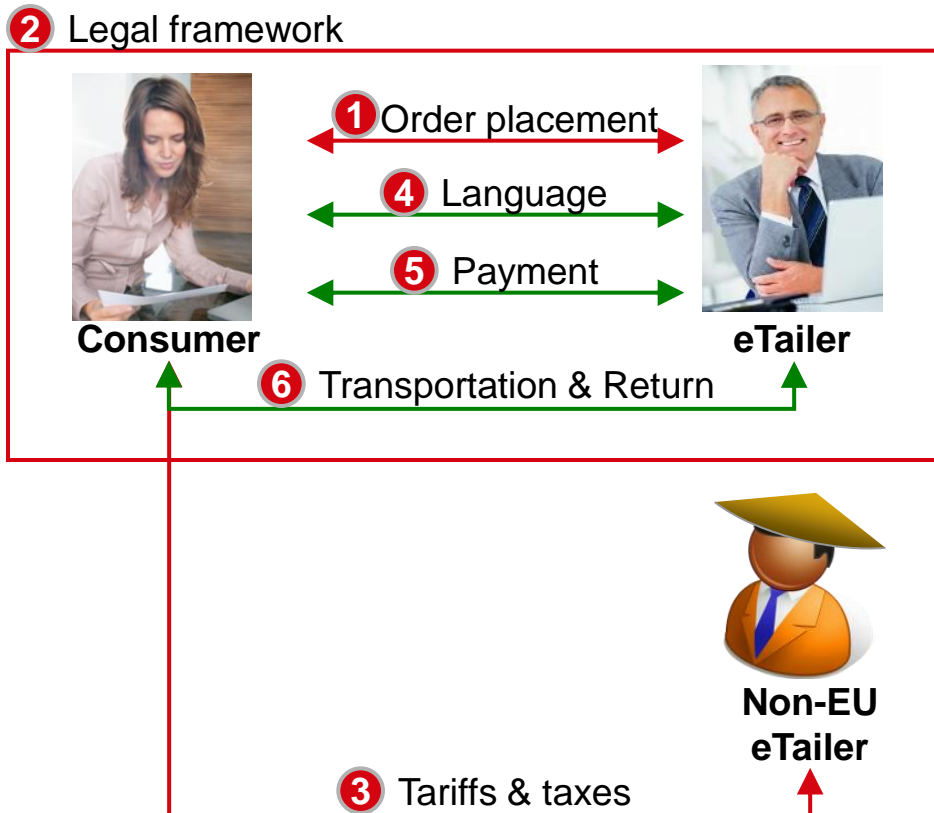 2 Legal framework
1 Order placement
4 Language
5 Payment
Consumer
eTailer
6 Transportation & Return
Non-EU
eTailer
3 Tariffs & taxes